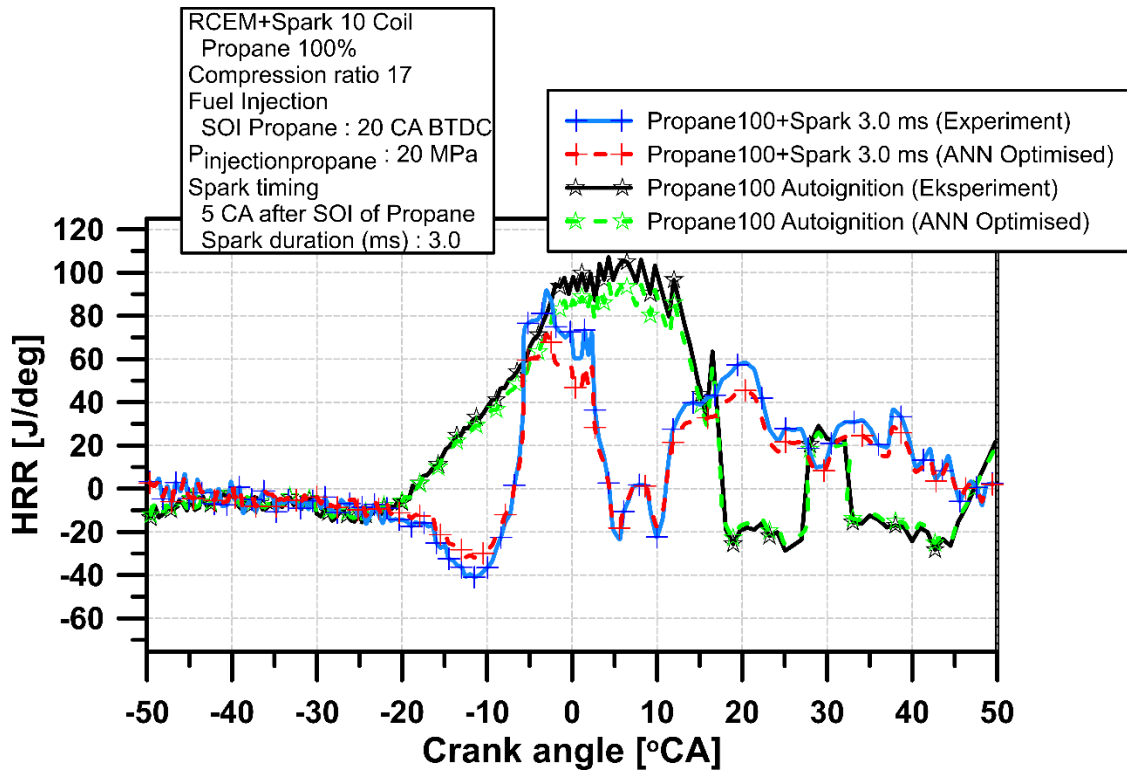 RCEM+Spark 10 Coil
Propane 100%
Compression ratio 17
Fuel Injection
SOI Propane : 20 CA BTDC
Pinjectionpropane : 20 MPa
Spark timing
5 CA after SOI of Propane
Spark duration (ms) : 3.0
Propane100+Spark 3.0 ms (Experiment)
Propane100+Spark 3.0 ms (ANN Optimised)
Propane100 Autoignition (Eksperiment)
Propane100 Autoignition (ANN Optimised)
HRR [J/deg]
120
100
80
60
40
20
0
-20
-40
-60
-50 -40 -30 -20 -10 0 10 20 30 40 50
Crank angle [oCA]